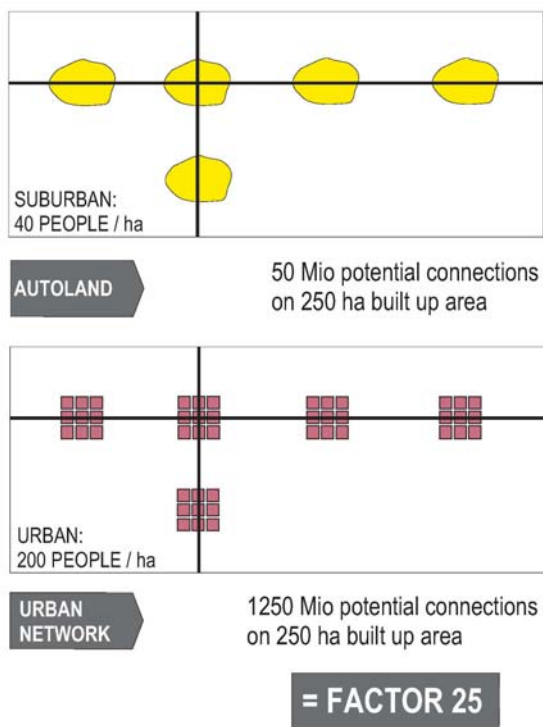 SUBURBAN:
40 PEOPLE / ha
AUTOLAND
50 Mio potential connections
on 250 ha built up area
URBAN:
200 PEOPLE / ha
URBAN
NETWORK
1250 Mio potential connections
on 250 ha built up area
= FACTOR 25